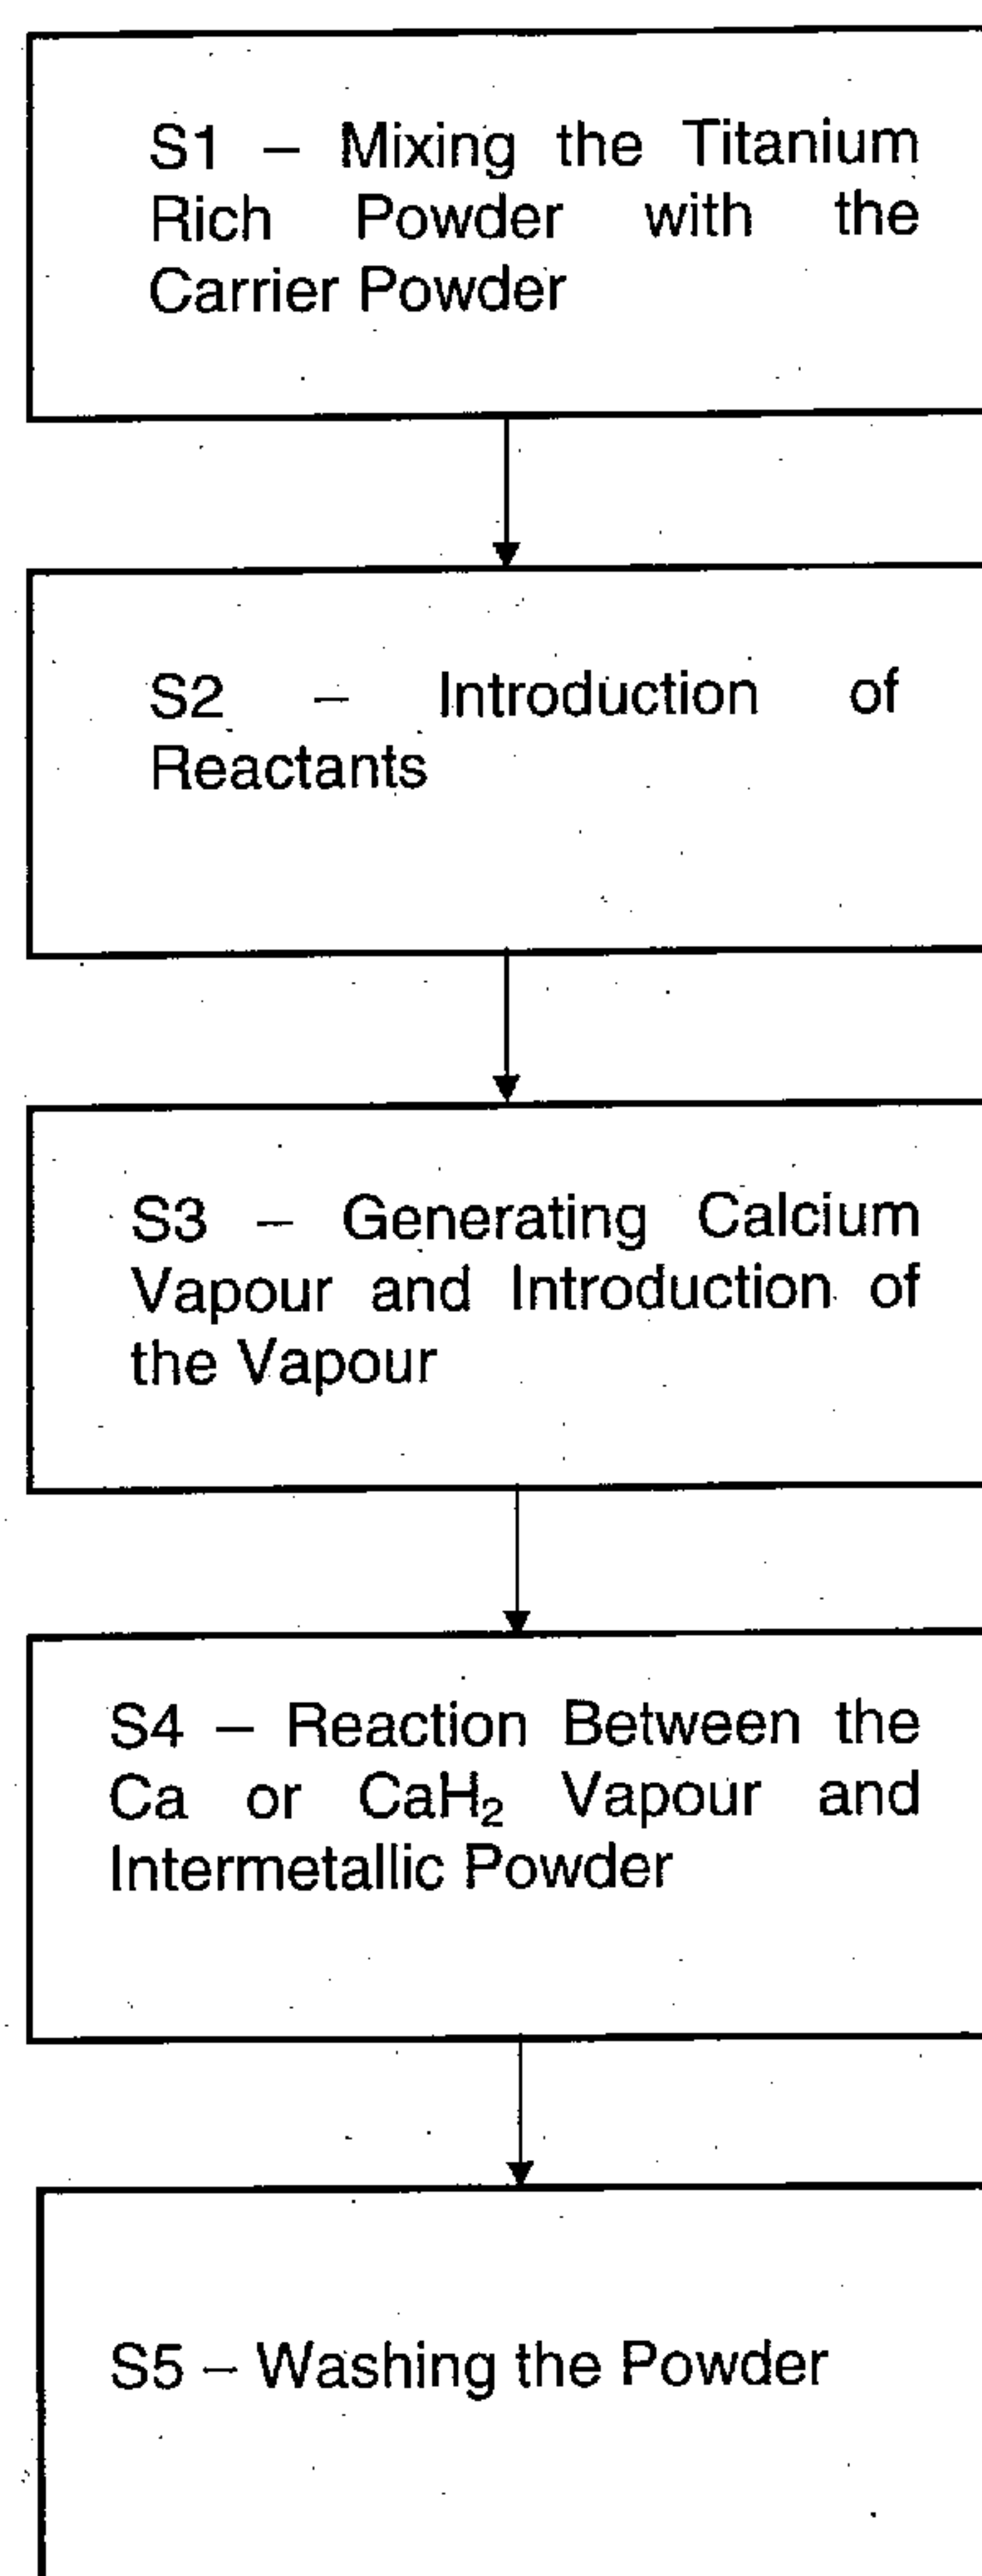 S1 – Mixing the Titanium
Rich Powder with the
Carrier Powder
S2 – Introduction of
Reactants
S3 – Generating Calcium
Vapour and Introduction of
the Vapour
S4 – Reaction Between the
Ca or CaH₂ Vapour and
Intermetallic Powder
S5 – Washing the Powder